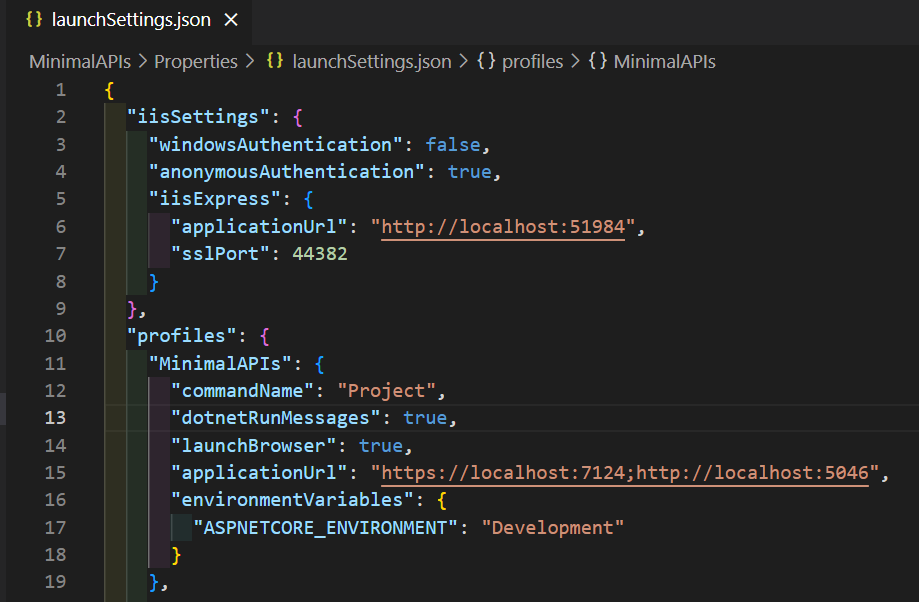 {} launchSettings.json ×
MinimalAPIs > Properties > {} launchSettings.json > {} profiles > {} MinimalAPIs
1 {
2 "iisSettings": {
3 "windowsAuthentication": false,
4 "anonymousAuthentication": true,
5 "iisExpress": {
6 "applicationUrl": "http://localhost:51984",
7 "sslPort": 44382
8 }
9 },
10 "profiles": {
11 "MinimalAPIs": {
12 "commandName": "Project",
13 "dotnetRunMessages": true,
14 "launchBrowser": true,
15 "applicationUrl": "https://localhost:7124;http://localhost:5046",
16 "environmentVariables": {
17 "ASPNETCORE_ENVIRONMENT": "Development"
18 }
19 },